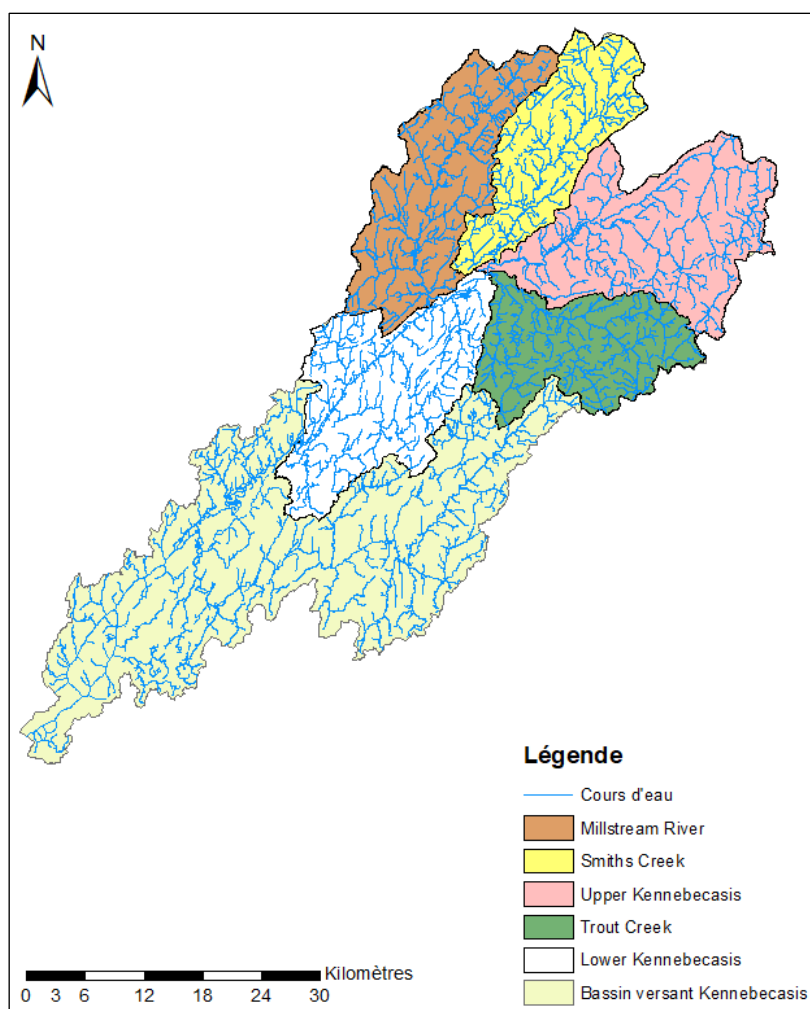 N
Légende
Cours d'eau
Millstream River
Smiths Creek
Upper Kennebecasis
Trout Creek
Lower Kennebecasis
Bassin versant Kennebecasis
Kilomètres
0 3 6 12 18 24 30